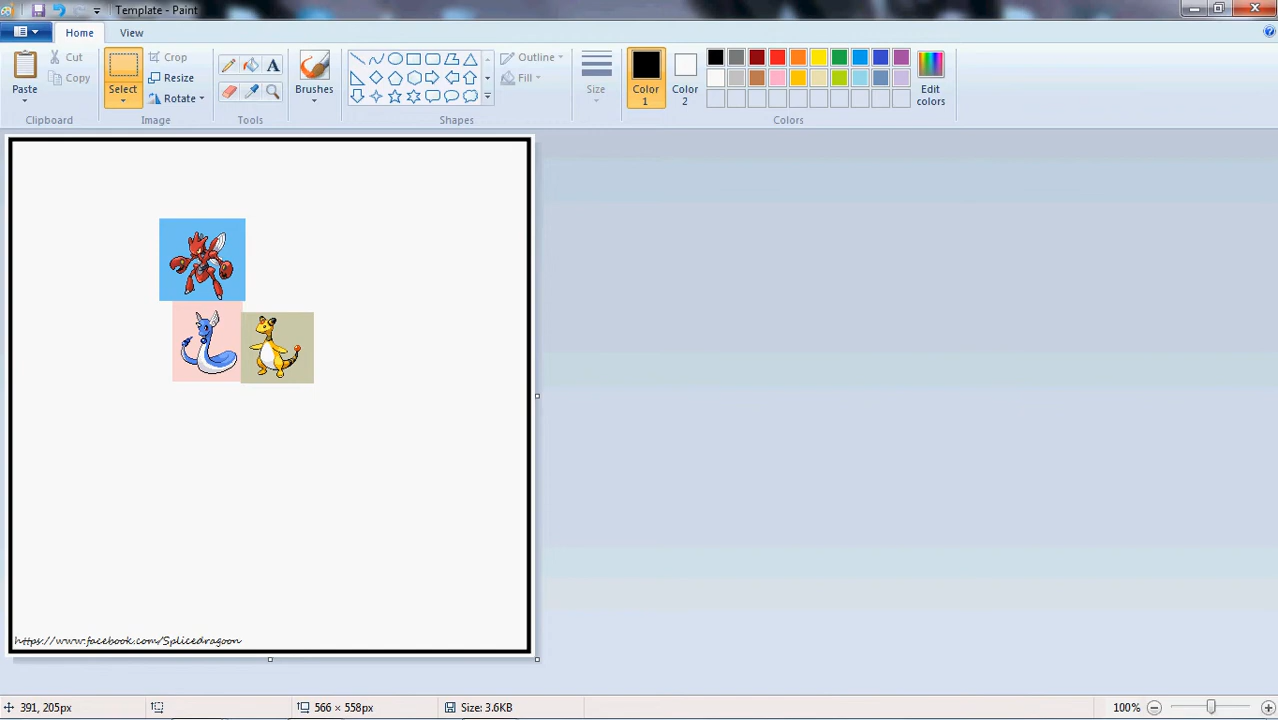 Template - Paint
Home View
Paste
Cut
Copy
Clipboard
Select
Crop
Resize
Rotate
Image
A
Tools
Brushes
Outline
Fill
Shapes
Size
Color 1
Color 2
Edit colors
Colors
https://www.facebook.com/Splicedragoon
391, 205px
566 × 558px
Size: 3.6KB
100%